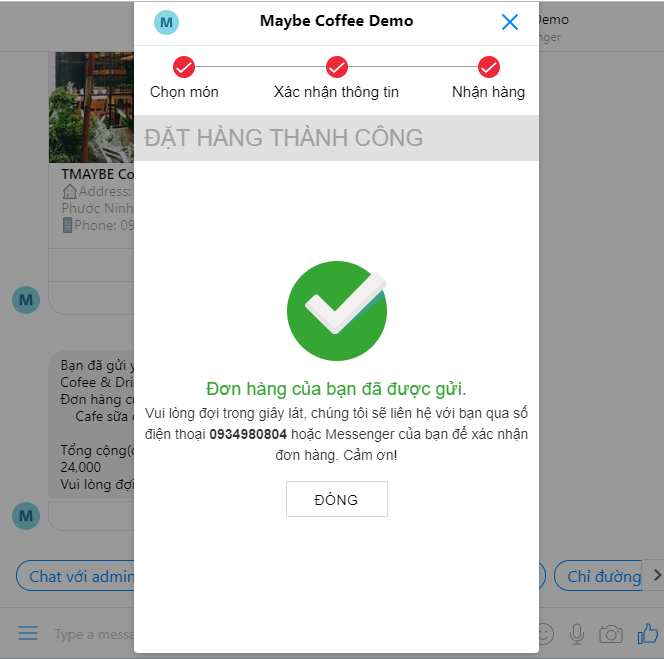 M
Maybe Coffee Demo
Demo
Chọn món
Xác nhận thông tin
Nhận hàng
ĐẶT HÀNG THÀNH CÔNG
TMAYBE Co
Address:
Phước Ninh
Phone: 09
M
Đơn hàng của bạn đã được gửi.
Vui lòng đợi trong giây lát, chúng tôi sẽ liên hệ với bạn qua số
điện thoại 0934980804 hoặc Messenger của bạn để xác nhận
đơn hàng. Cảm ơn!
ĐÓNG
Bạn đã gửi y
Cofee & Dri
Đơn hàng c
Cafe sữa
Tổng cộng(
24,000
Vui lòng đợi
M
Chat với admin
Chỉ đường
Type a messa